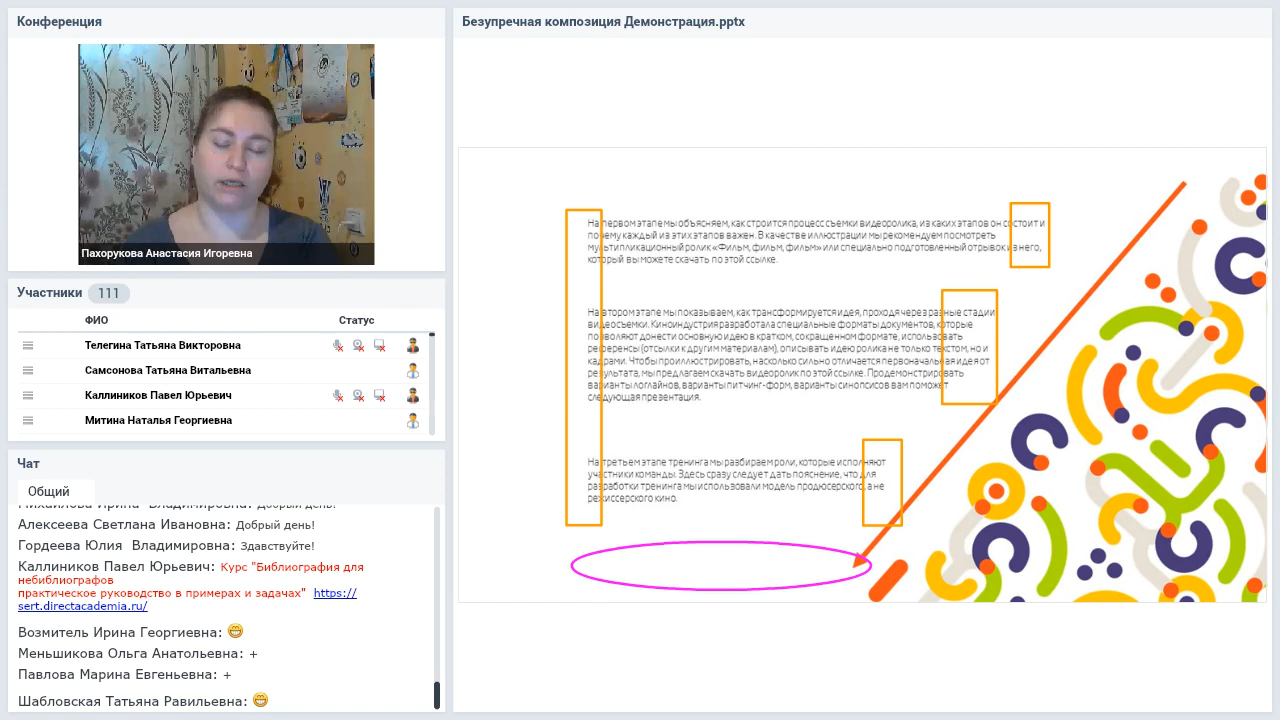 Конференция
Пахорукова Анастасия Игоревна
Участники 111
ФИО Статус
Телегина Татьяна Викторовна
Самсонова Татьяна Витальевна
Каллиников Павел Юрьевич
Митина Наталья Георгиевна
Чат
Общий
Михайлова Ирина Владимировна: Добрый день!
Алексеева Светлана Ивановна: Добрый день!
Гордеева Юлия Владимировна: Здавствуйте!
Каллиников Павел Юрьевич: Курс "Библиография для
небиблиографов
практическое руководство в примерах и задачах" https://
sert.directacademia.ru/
Возмитель Ирина Георгиевна:
Меньшикова Ольга Анатольевна: +
Павлова Марина Евгеньевна: +
Шабловская Татьяна Равильевна:
Безупречная композиция Демонстрация.pptx
На первом этапе мы объясняем, как строится процесс съемки видеоролика, из каких этапов он состоит и
почему каждый из этих этапов важен. В качестве иллюстрации мы рекомендуем посмотреть
мультипликационный ролик «Фильм, фильм, фильм» или специально подготовленный отрывок из него,
который вы можете скачать по этой ссылке.
На втором этапе мы показываем, как трансформируется идея, проходя через разные стадии
видеосъемки. Киноиндустрия разработала специальные форматы документов, которые
позволяют донести основную идею в кратком, сокращенном формате, использовать
референсы (отсылки к другим материалам), описывать идею ролика не только текстом, но и
кадрами. Чтобы проиллюстрировать, насколько сильно отличается первоначальная идея от
результата, мы предлагаем скачать видеоролик по этой ссылке. Продемонстрировать
варианты логлайнов, варианты питчинг-форм, варианты синопсисов вам поможет
следующая презентация.
На третьем этапе тренинга мы разбираем роли, которые исполняют
участники команды. Здесь сразу следует дать пояснение, что для
разработки тренинга мы использовали модель продюсерского, а не
режиссерского кино.